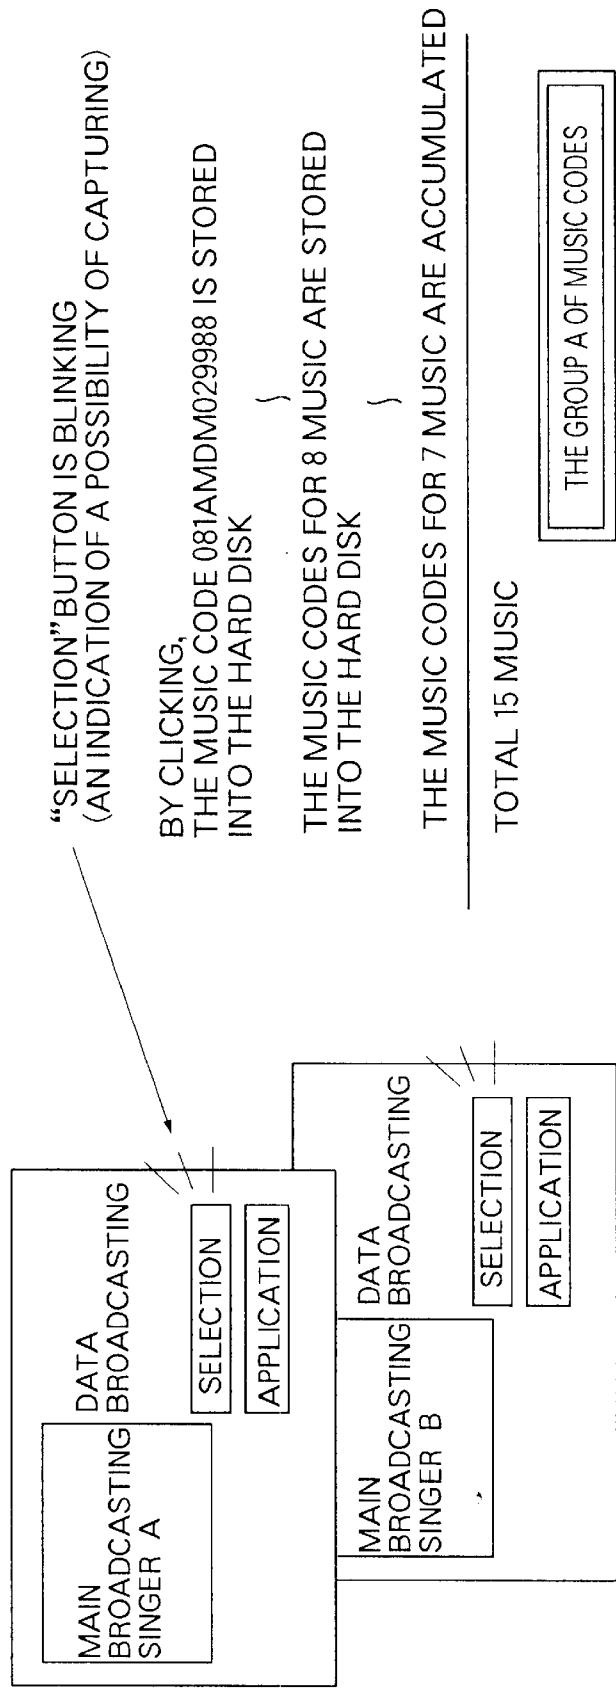 MAIN
BROADCASTING
SINGER A
DATA
BROADCASTING
SELECTION
APPLICATION
MAIN
BROADCASTING
SINGER B
DATA
BROADCASTING
SELECTION
APPLICATION
“SELECTION” BUTTON IS BLINKING
(AN INDICATION OF A POSSIBILITY OF CAPTURING)
BY CLICKING,
THE MUSIC CODE 081AMDM029988 IS STORED
INTO THE HARD DISK
THE MUSIC CODES FOR 8 MUSIC ARE STORED
INTO THE HARD DISK
THE MUSIC CODES FOR 7 MUSIC ARE ACCUMULATED
TOTAL 15 MUSIC
THE GROUP A OF MUSIC CODES